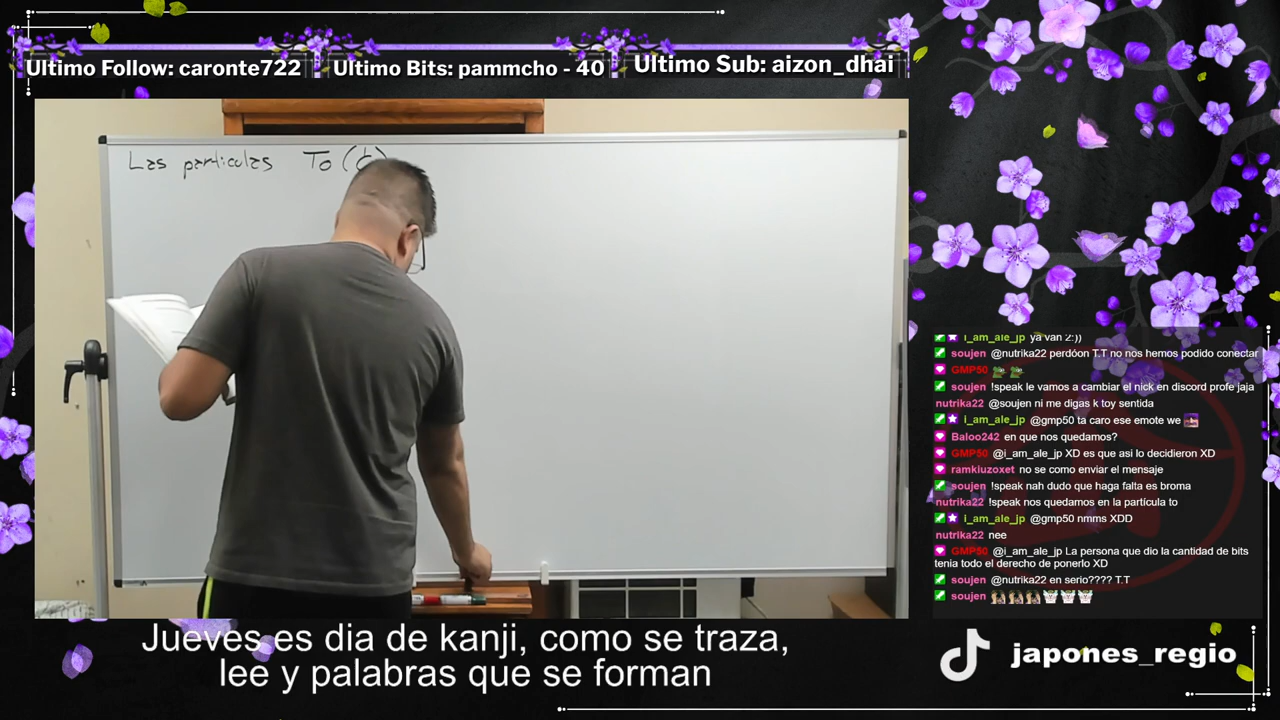 Ultimo Follow: caronte722
Ultimo Bits: pammcho - 40
Ultimo Sub: aizon_dhai
Las particulas To (と)
i_am_ale_jp ya van 2:))
soujen @nutrika22 perdóon T.T no nos hemos podido conectar
GMP50
soujen !speak le vamos a cambiar el nick en discord profe jaja
nutrika22 @soujen ni me digas k toy sentida
i_am_ale_jp @gmp50 ta caro ese emote we
Baloo242 en que nos quedamos?
GMP50 @i_am_ale_jp XD es que asi lo decidieron XD
ramkiuzoxet no se como enviar el mensaje
soujen !speak nah dudo que haga falta es broma
nutrika22 !speak nos quedamos en la partícula to
i_am_ale_jp @gmp50 nmms XDD
nutrika22 nee
GMP50 @i_am_ale_jp La persona que dio la cantidad de bits
tenia todo el derecho de ponerlo XD
soujen @nutrika22 en serio???? T.T
soujen
Jueves es dia de kanji, como se traza,
lee y palabras que se forman
japones_regio